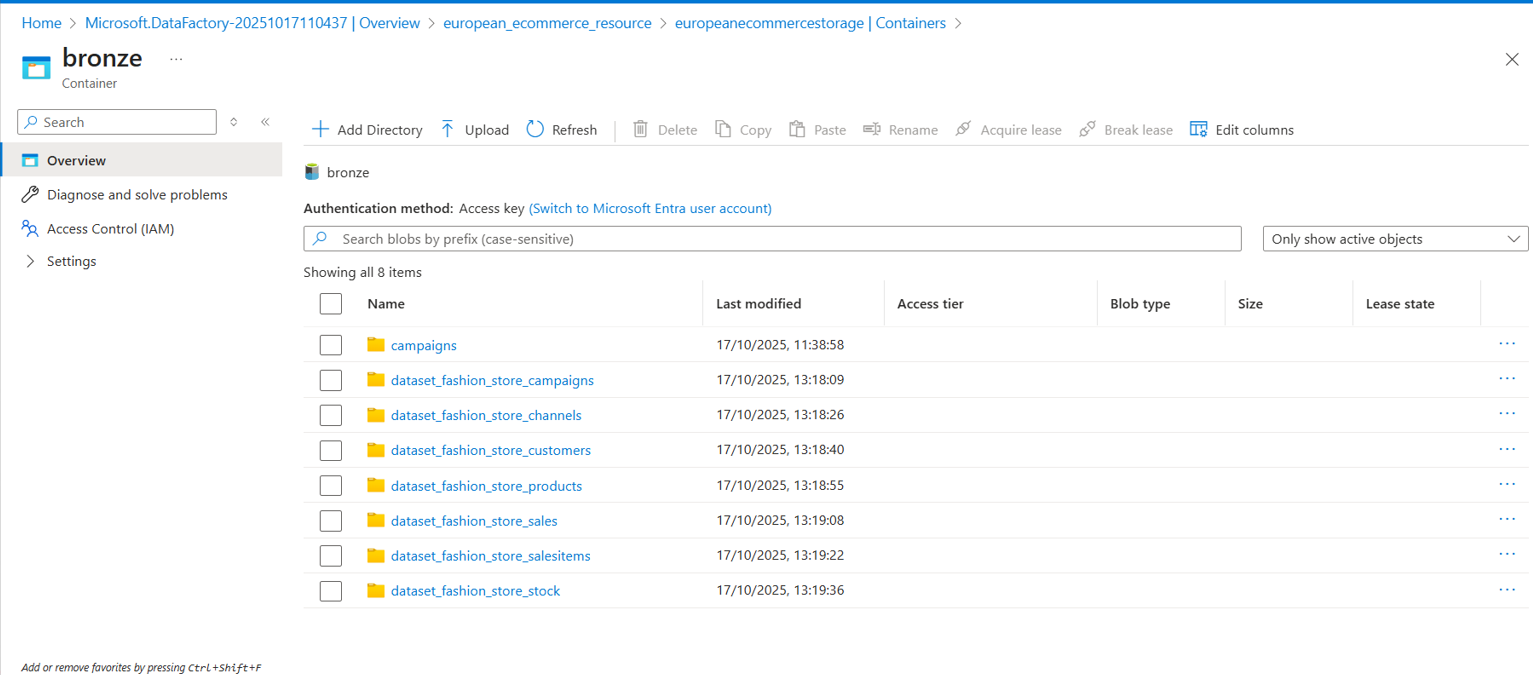 Home > Microsoft.DataFactory-20251017110437 | Overview > european_ecommerce_resource > europeanecommercestorage | Containers >
bronze ...
Container
Search
Overview
Diagnose and solve problems
Access Control (IAM)
Settings
Add Directory Upload Refresh Delete Copy Paste Rename Acquire lease Break lease Edit columns
bronze
Authentication method: Access key (Switch to Microsoft Entra user account)
Search blobs by prefix (case-sensitive) Only show active objects
Showing all 8 items
Name Last modified Access tier Blob type Size Lease state
campaigns 17/10/2025, 11:38:58 ...
dataset_fashion_store_campaigns 17/10/2025, 13:18:09 ...
dataset_fashion_store_channels 17/10/2025, 13:18:26 ...
dataset_fashion_store_customers 17/10/2025, 13:18:40 ...
dataset_fashion_store_products 17/10/2025, 13:18:55 ...
dataset_fashion_store_sales 17/10/2025, 13:19:08 ...
dataset_fashion_store_salesitems 17/10/2025, 13:19:22 ...
dataset_fashion_store_stock 17/10/2025, 13:19:36 ...
Add or remove favorites by pressing Ctrl+Shift+F